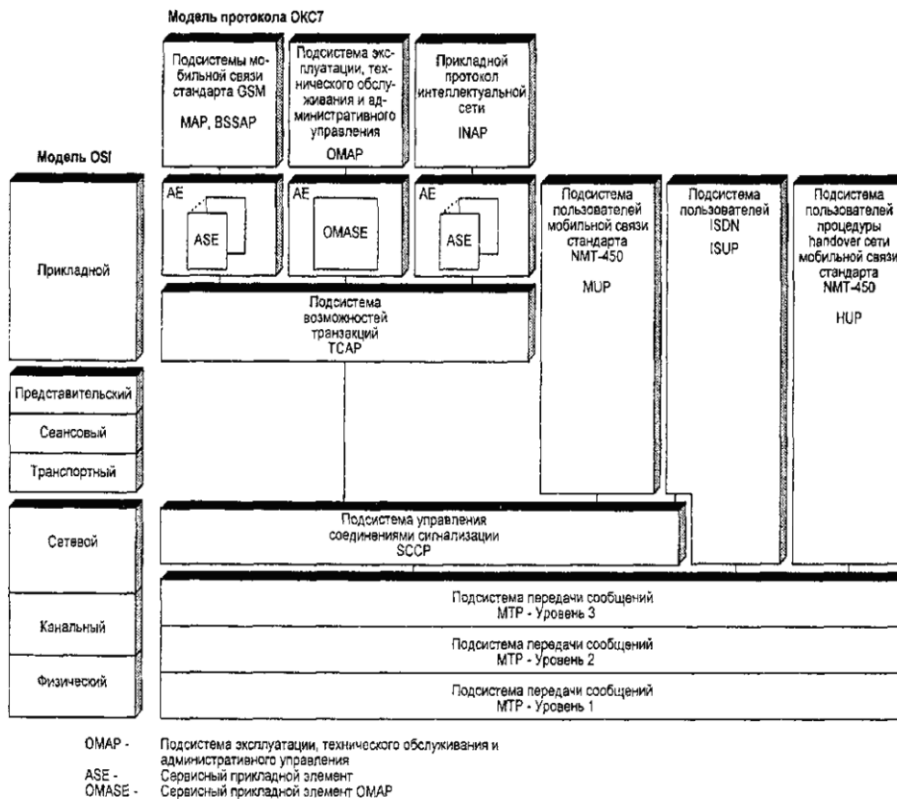 Модель протокола ОКС7
Подсистемы мо-
бильной связи
стандарта GSM
MAP, BSSAP
Подсистема экс-
плуатации, тех-
нического обслу-
живания и ад-
министративного
управления
OMAP
Прикладной
протокол
интеллектуальной
сети
INAP
Модель OSI
Прикладной
AE
ASE
AE
OMASE
AE
ASE
Подсистема
возможностей
транзакций
TCAP
Подсистема
пользователей
мобильной связи
стандарта
NMT-450
MUP
Подсистема
пользователей
ISDN
ISUP
Подсистема
пользователей
процедуры
handover сети
мобильной связи
стандарта
NMT-450
HUP
Представительский
Сеансовый
Транспортный
Сетевой
Подсистема управления
соединениями сигнализации
SCCP
Канальный
Физический
Подсистема передачи сообщений
MTP - Уровень 3
Подсистема передачи сообщений
MTP - Уровень 2
Подсистема передачи сообщений
MTP - Уровень 1
OMAP - Подсистема эксплуатации, технического обслуживания и
административного управления
ASE - Сервисный прикладной элемент
OMASE - Сервисный прикладной элемент OMAP